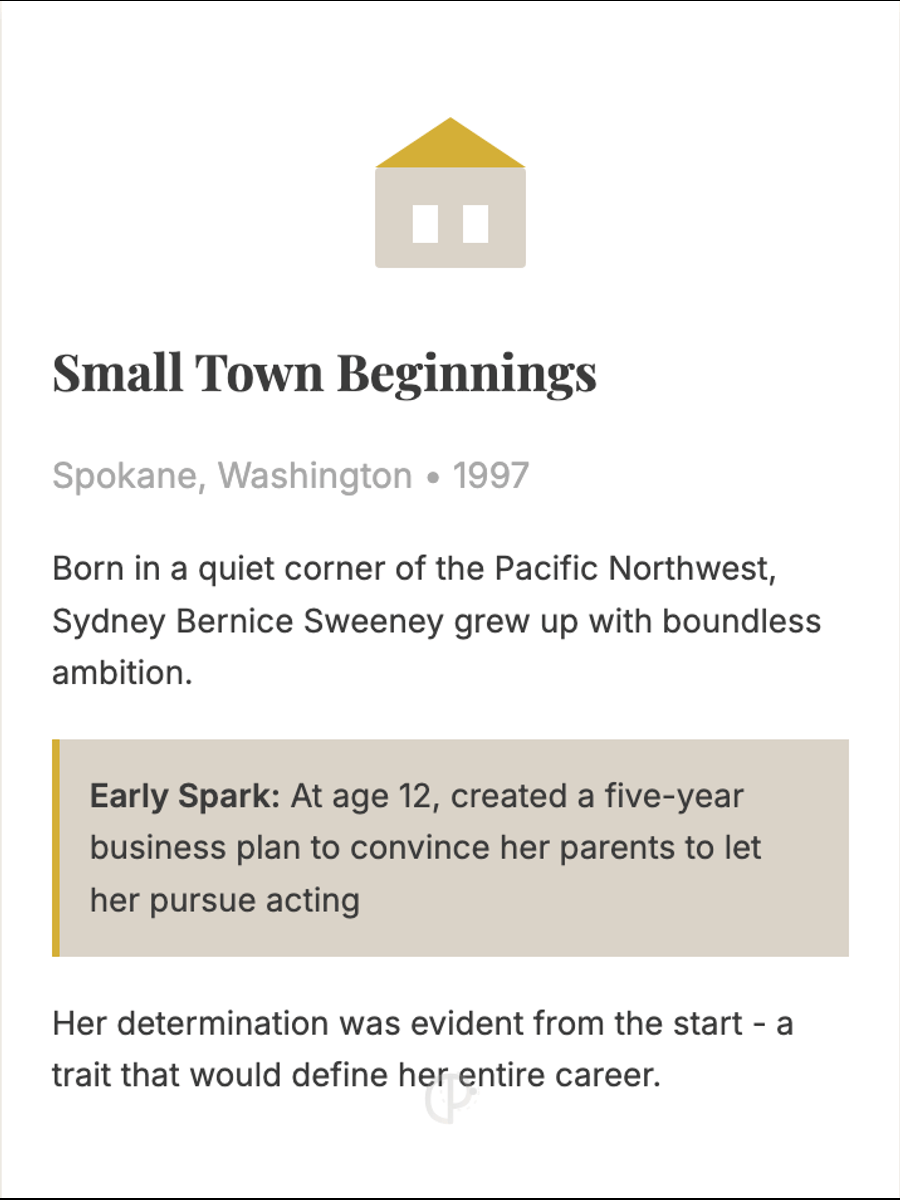 Small Town Beginnings
Spokane, Washington • 1997
Born in a quiet corner of the Pacific Northwest,
Sydney Bernice Sweeney grew up with boundless
ambition.
Early Spark: At age 12, created a five-year
business plan to convince her parents to let
her pursue acting
Her determination was evident from the start - a
trait that would define her entire career.